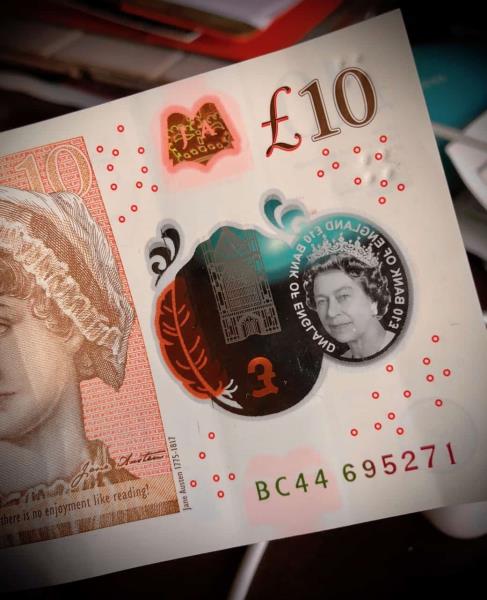 £10
10
JA
BANK OF ENGLAND £10 BANK OF ENGLAND £10
£
Jane Austen
Jane Austen 1775-1817
there is no enjoyment like reading!
BC44 695271